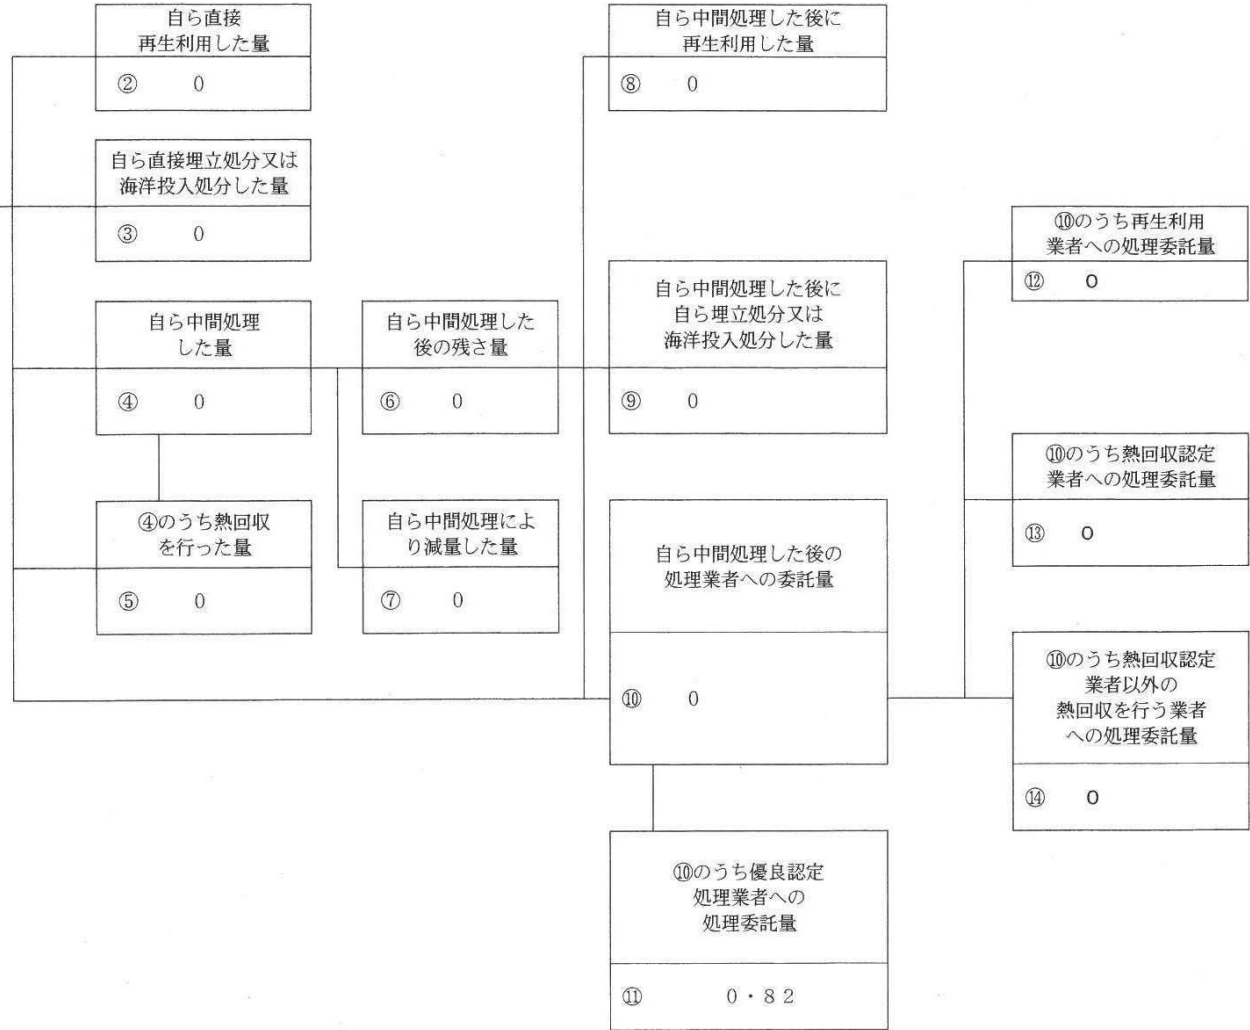 自ら直接
再生利用した量
② 0
自ら直接埋立処分又は
海洋投入処分した量
③ 0
自ら中間処理
した量
④ 0
④のうち熱回収
を行った量
⑤ 0
自ら中間処理した
後の残さ量
⑥ 0
自ら中間処理によ
り減量した量
⑦ 0
自ら中間処理した後に
再生利用した量
⑧ 0
自ら中間処理した後に
自ら埋立処分又は
海洋投入処分した量
⑨ 0
自ら中間処理した後の
処理業者への委託量
⑩ 0
⑩のうち優良認定
処理業者への
処理委託量
⑪ 0・82
⑩のうち再生利用
業者への処理委託量
⑫ 0
⑩のうち熱回収認定
業者への処理委託量
⑬ 0
⑩のうち熱回収認定
業者以外の
熱回収を行う業者
への処理委託量
⑭ 0